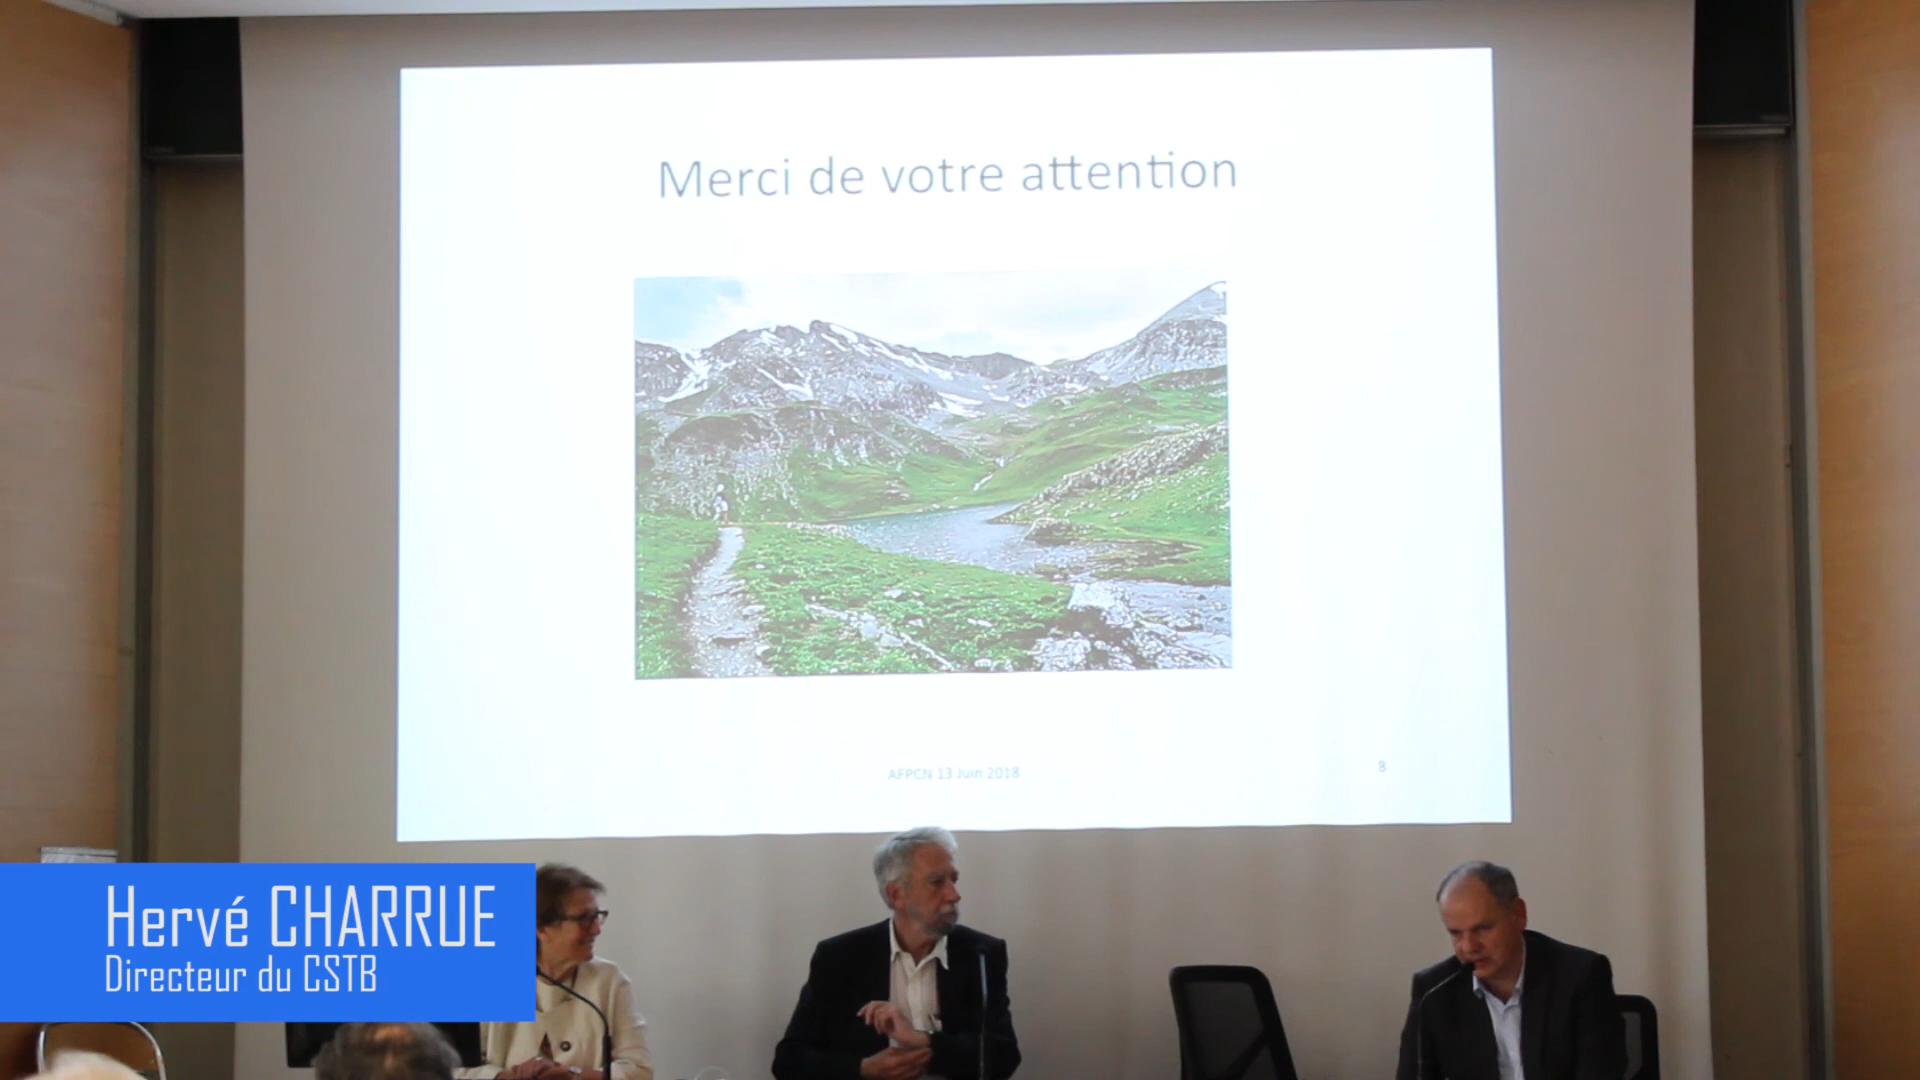 Merci de votre attention
AFPCN 13 Juin 2018
8
Hervé CHARRUE
Directeur du CSTB